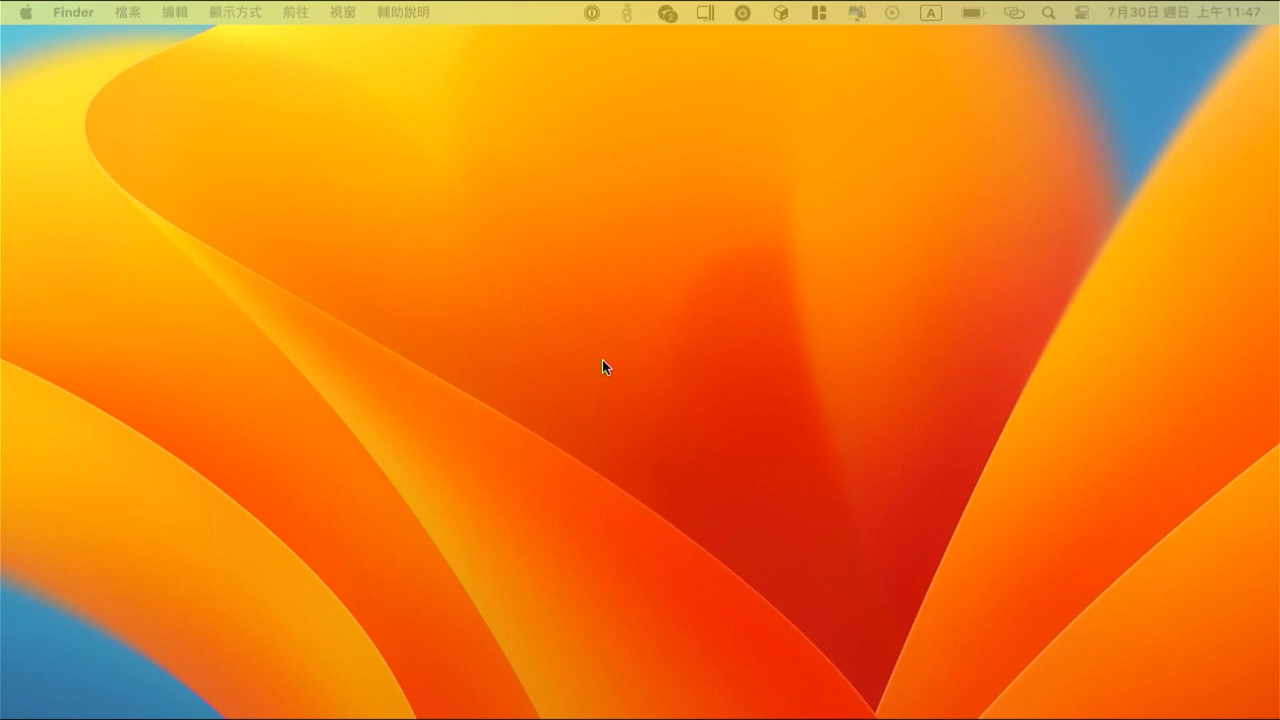 Finder 檔案 編輯 顯示方式 前往 視窗 輔助說明 2 A 7月30日 週日 上午11:47